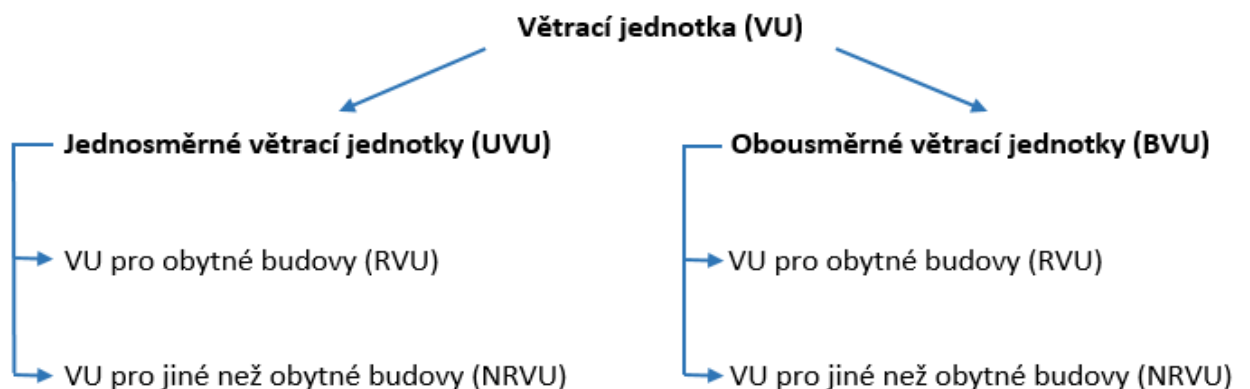 Větrací jednotka (VU)
Jednosměrné větrací jednotky (UVU)
VU pro obytné budovy (RVU)
VU pro jiné než obytné budovy (NRVU)
Obousměrné větrací jednotky (BVU)
VU pro obytné budovy (RVU)
VU pro jiné než obytné budovy (NRVU)